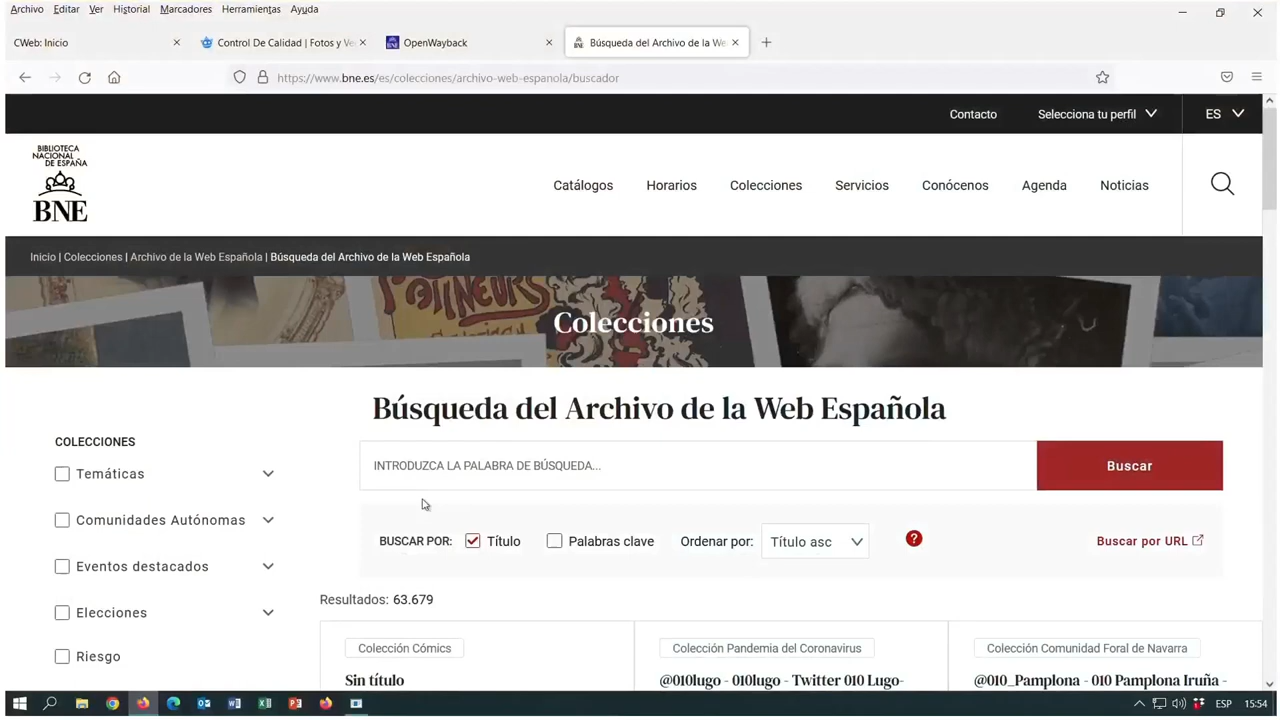 Archivo Editar Ver Historial Marcadores Herramientas Ayuda
CWeb: Inicio
Control De Calidad | Fotos y Ve
OpenWayback
Búsqueda del Archivo de la We
https://www.bne.es/es/colecciones/archivo-web-espanola/buscador
Contacto Selecciona tu perfil ES
BIBLIOTECA
NACIONAL
DE ESPAÑA
BNE
Catálogos Horarios Colecciones Servicios Conócenos Agenda Noticias
Inicio | Colecciones | Archivo de la Web Española | Búsqueda del Archivo de la Web Española
Colecciones
Búsqueda del Archivo de la Web Española
COLECCIONES
Temáticas
Comunidades Autónomas
Eventos destacados
Elecciones
Riesgo
INTRODUZCA LA PALABRA DE BÚSQUEDA...
Buscar
BUSCAR POR: Título Palabras clave Ordenar por: Título asc ? Buscar por URL
Resultados: 63.679
Colección Cómics
Sin título
Colección Pandemia del Coronavirus
@010lugo - 010lugo - Twitter 010 Lugo-
Colección Comunidad Foral de Navarra
@010_Pamplona - 010 Pamplona Iruña -
ESP 15:54